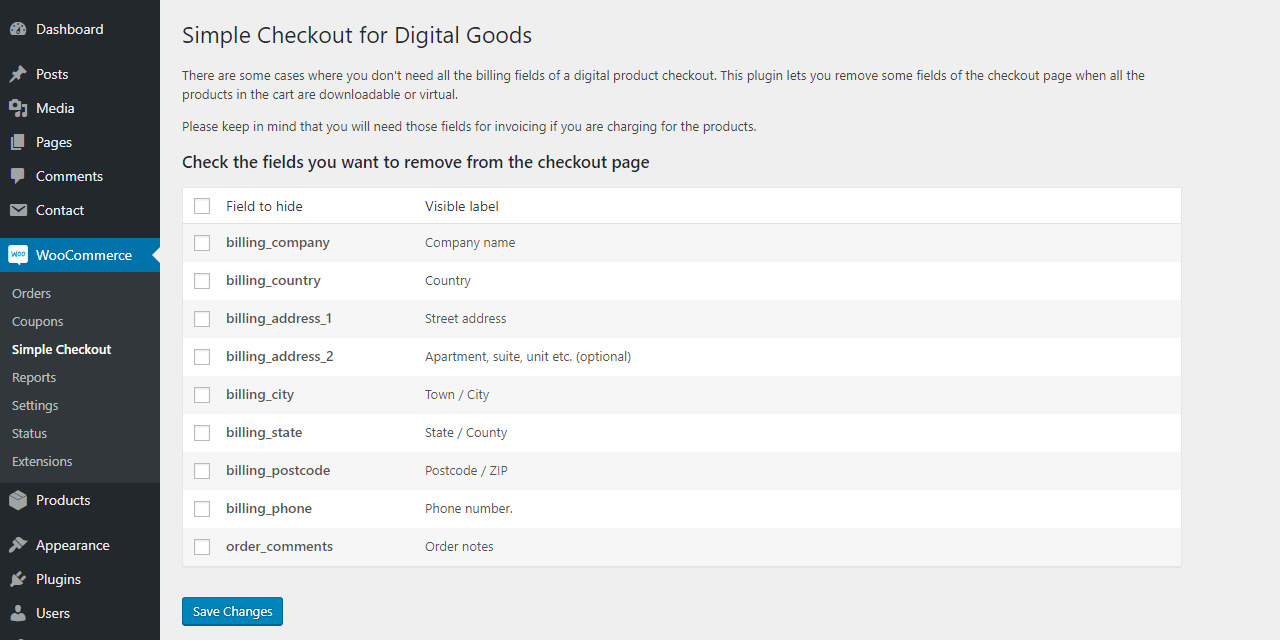 Dashboard
Posts
Media
Pages
Comments
Contact
woo WooCommerce
Orders
Coupons
Simple Checkout
Reports
Settings
Status
Extensions
Products
Appearance
Plugins
Users
Simple Checkout for Digital Goods
There are some cases where you don't need all the billing fields of a digital product checkout. This plugin lets you remove some fields of the checkout page when all the
products in the cart are downloadable or virtual.
Please keep in mind that you will need those fields for invoicing if you are charging for the products.
Check the fields you want to remove from the checkout page
Field to hide Visible label
billing_company Company name
billing_country Country
billing_address_1 Street address
billing_address_2 Apartment, suite, unit etc. (optional)
billing_city Town / City
billing_state State / County
billing_postcode Postcode / ZIP
billing_phone Phone number.
order_comments Order notes
Save Changes